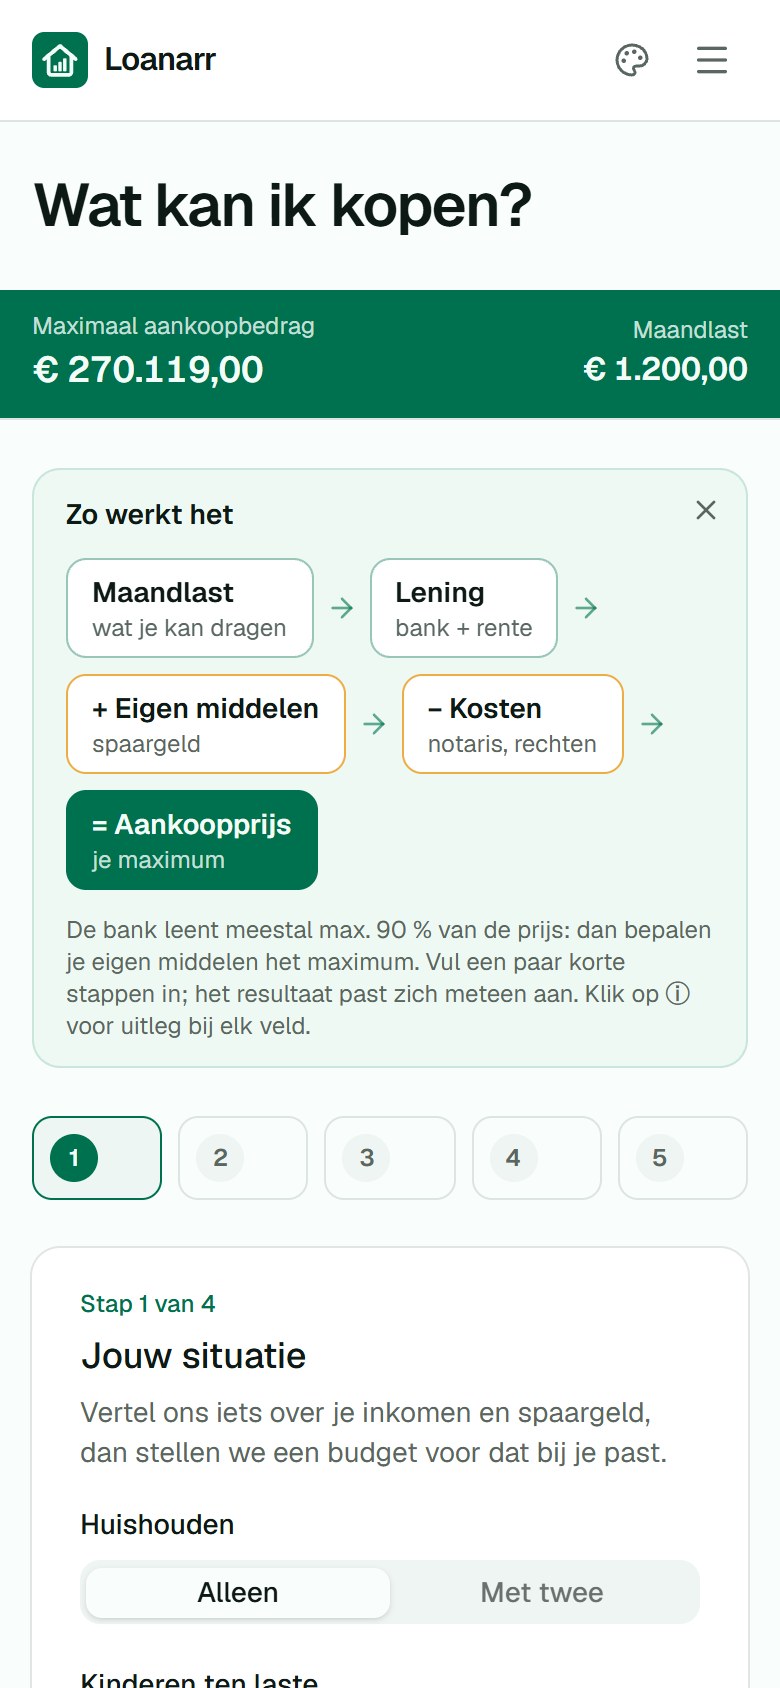 Loanarr
Wat kan ik kopen?
Maximaal aankoopbedrag
€ 270.119,00
Maandlast
€ 1.200,00
Zo werkt het
Maandlast
wat je kan dragen
Lening
bank + rente
+ Eigen middelen
spaargeld
− Kosten
notaris, rechten
= Aankoopprijs
je maximum
De bank leent meestal max. 90 % van de prijs: dan bepalen
je eigen middelen het maximum. Vul een paar korte
stappen in; het resultaat past zich meteen aan. Klik op ⓘ
voor uitleg bij elk veld.
1
2
3
4
5
Stap 1 van 4
Jouw situatie
Vertel ons iets over je inkomen en spaargeld,
dan stellen we een budget voor dat bij je past.
Huishouden
Alleen
Met twee
Kinderen ten laste